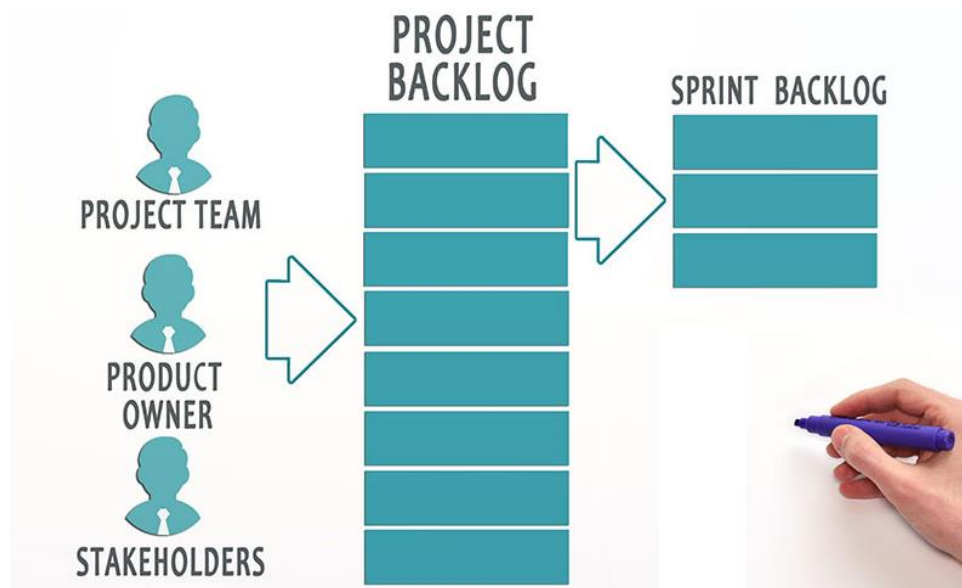 PROJECT
BACKLOG
SPRINT BACKLOG
PROJECT TEAM
PRODUCT
OWNER
STAKEHOLDERS